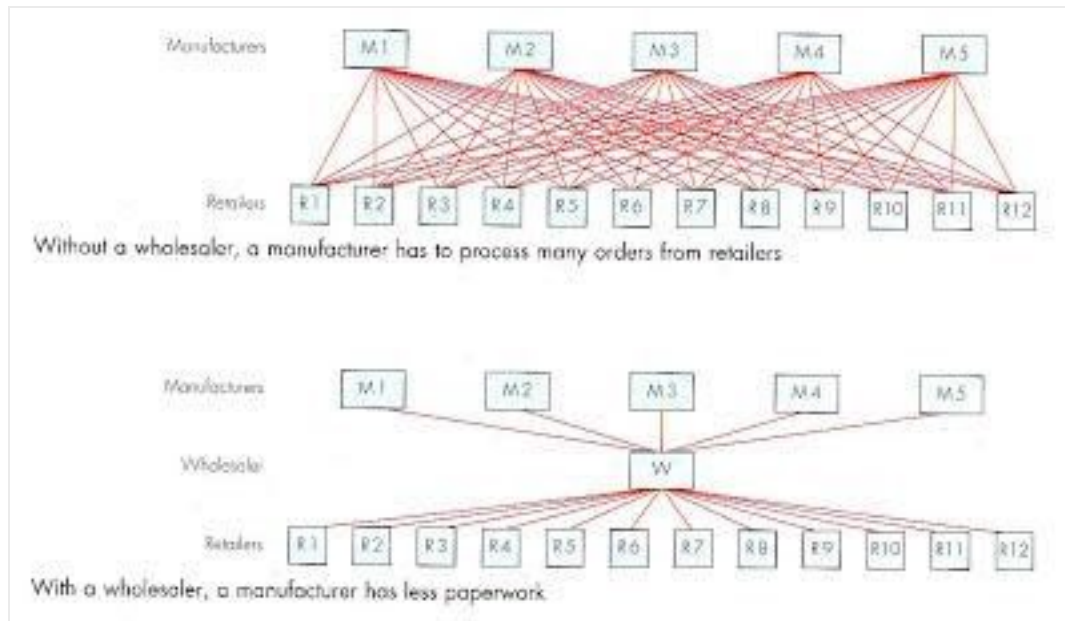 Manufacturers M1 M2 M3 M4 M5
Retailers R1 R2 R3 R4 R5 R6 R7 R8 R9 R10 R11 R12
Without a wholesaler, a manufacturer has to process many orders from retailers
Manufacturers M1 M2 M3 M4 M5
Wholesaler W
Retailers R1 R2 R3 R4 R5 R6 R7 R8 R9 R10 R11 R12
With a wholesaler, a manufacturer has less paperwork